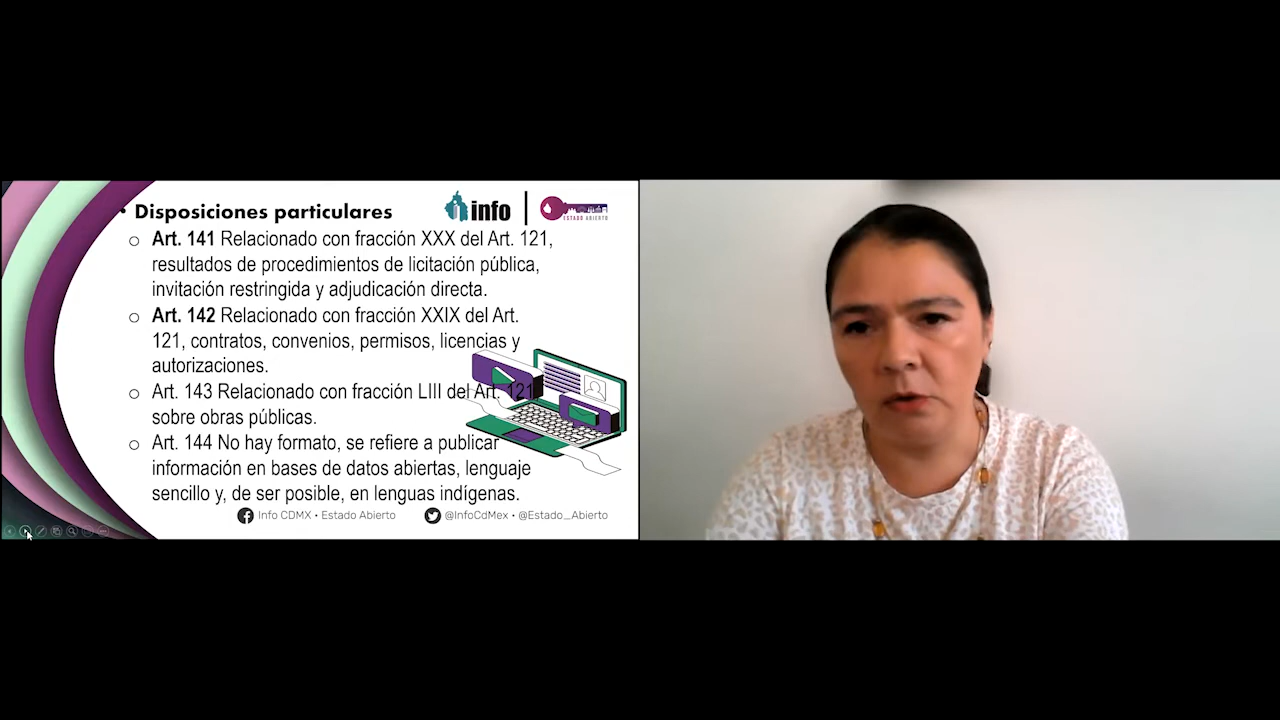 • Disposiciones particulares
info
ESTADO ABIERTO
o Art. 141 Relacionado con fracción XXX del Art. 121,
resultados de procedimientos de licitación pública,
invitación restringida y adjudicación directa.
o Art. 142 Relacionado con fracción XXIX del Art.
121, contratos, convenios, permisos, licencias y
autorizaciones.
o Art. 143 Relacionado con fracción LIII del Art. 121
sobre obras públicas.
o Art. 144 No hay formato, se refiere a publicar
información en bases de datos abiertas, lenguaje
sencillo y, de ser posible, en lenguas indígenas.
Info CDMX • Estado Abierto
@InfoCdMex • @Estado_Abierto